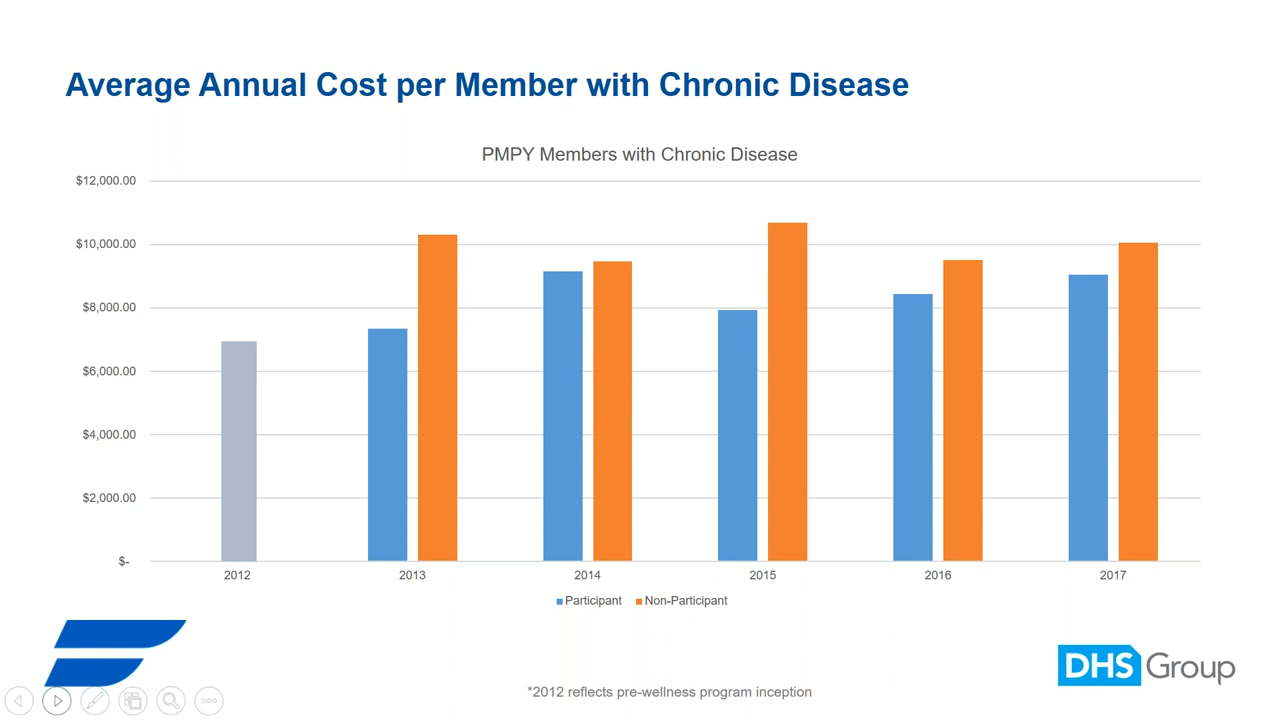 Average Annual Cost per Member with Chronic Disease
PMPY Members with Chronic Disease
$12,000.00
$10,000.00
$8,000.00
$6,000.00
$4,000.00
$2,000.00
$-
2012 2013 2014 2015 2016 2017
Participant Non-Participant
DHS Group
*2012 reflects pre-wellness program inception